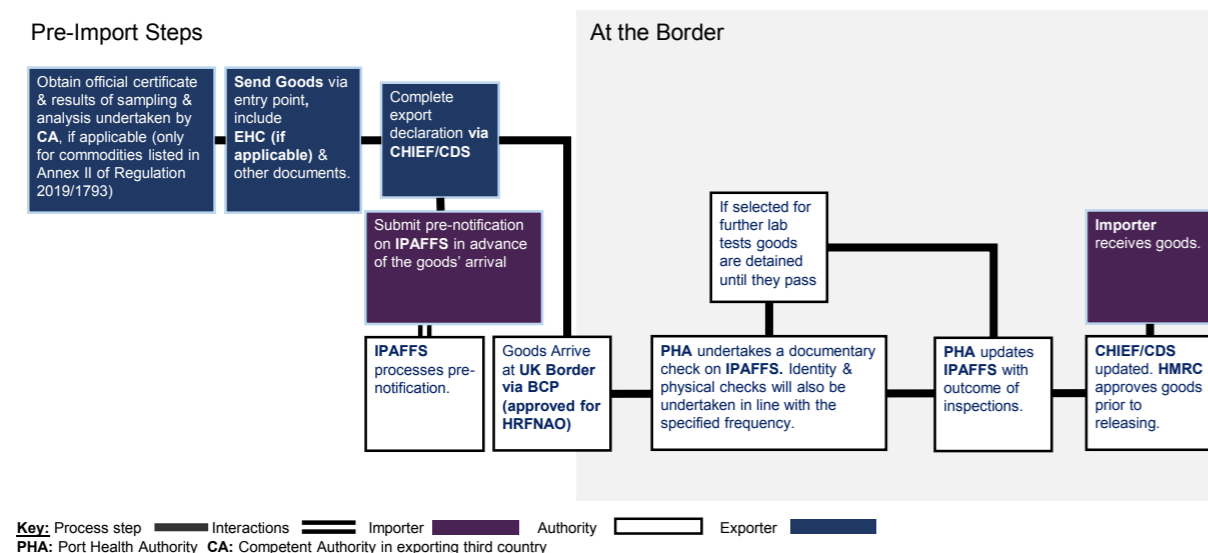 Pre-Import Steps
At the Border
Obtain official certificate
& results of sampling &
analysis undertaken by
CA, if applicable (only
for commodities listed in
Annex II of Regulation
2019/1793)
Send Goods via
entry point,
include
EHC (if
applicable) &
other documents.
Complete
export
declaration via
CHIEF/CDS
Submit pre-notification
on IPAFFS in advance
of the goods' arrival
IPAFFS
processes pre-
notification.
Goods Arrive
at UK Border
via BCP
(approved for
HRFNAO)
PHA undertakes a documentary
check on IPAFFS. Identity &
physical checks will also be
undertaken in line with the
specified frequency.
If selected for
further lab
tests goods
are detained
until they pass
PHA updates
IPAFFS with
outcome of
inspections.
CHIEF/CDS
updated. HMRC
approves goods
prior to
releasing.
Importer
receives goods.
Key: Process step Interactions Importer Authority Exporter
PHA: Port Health Authority CA: Competent Authority in exporting third country